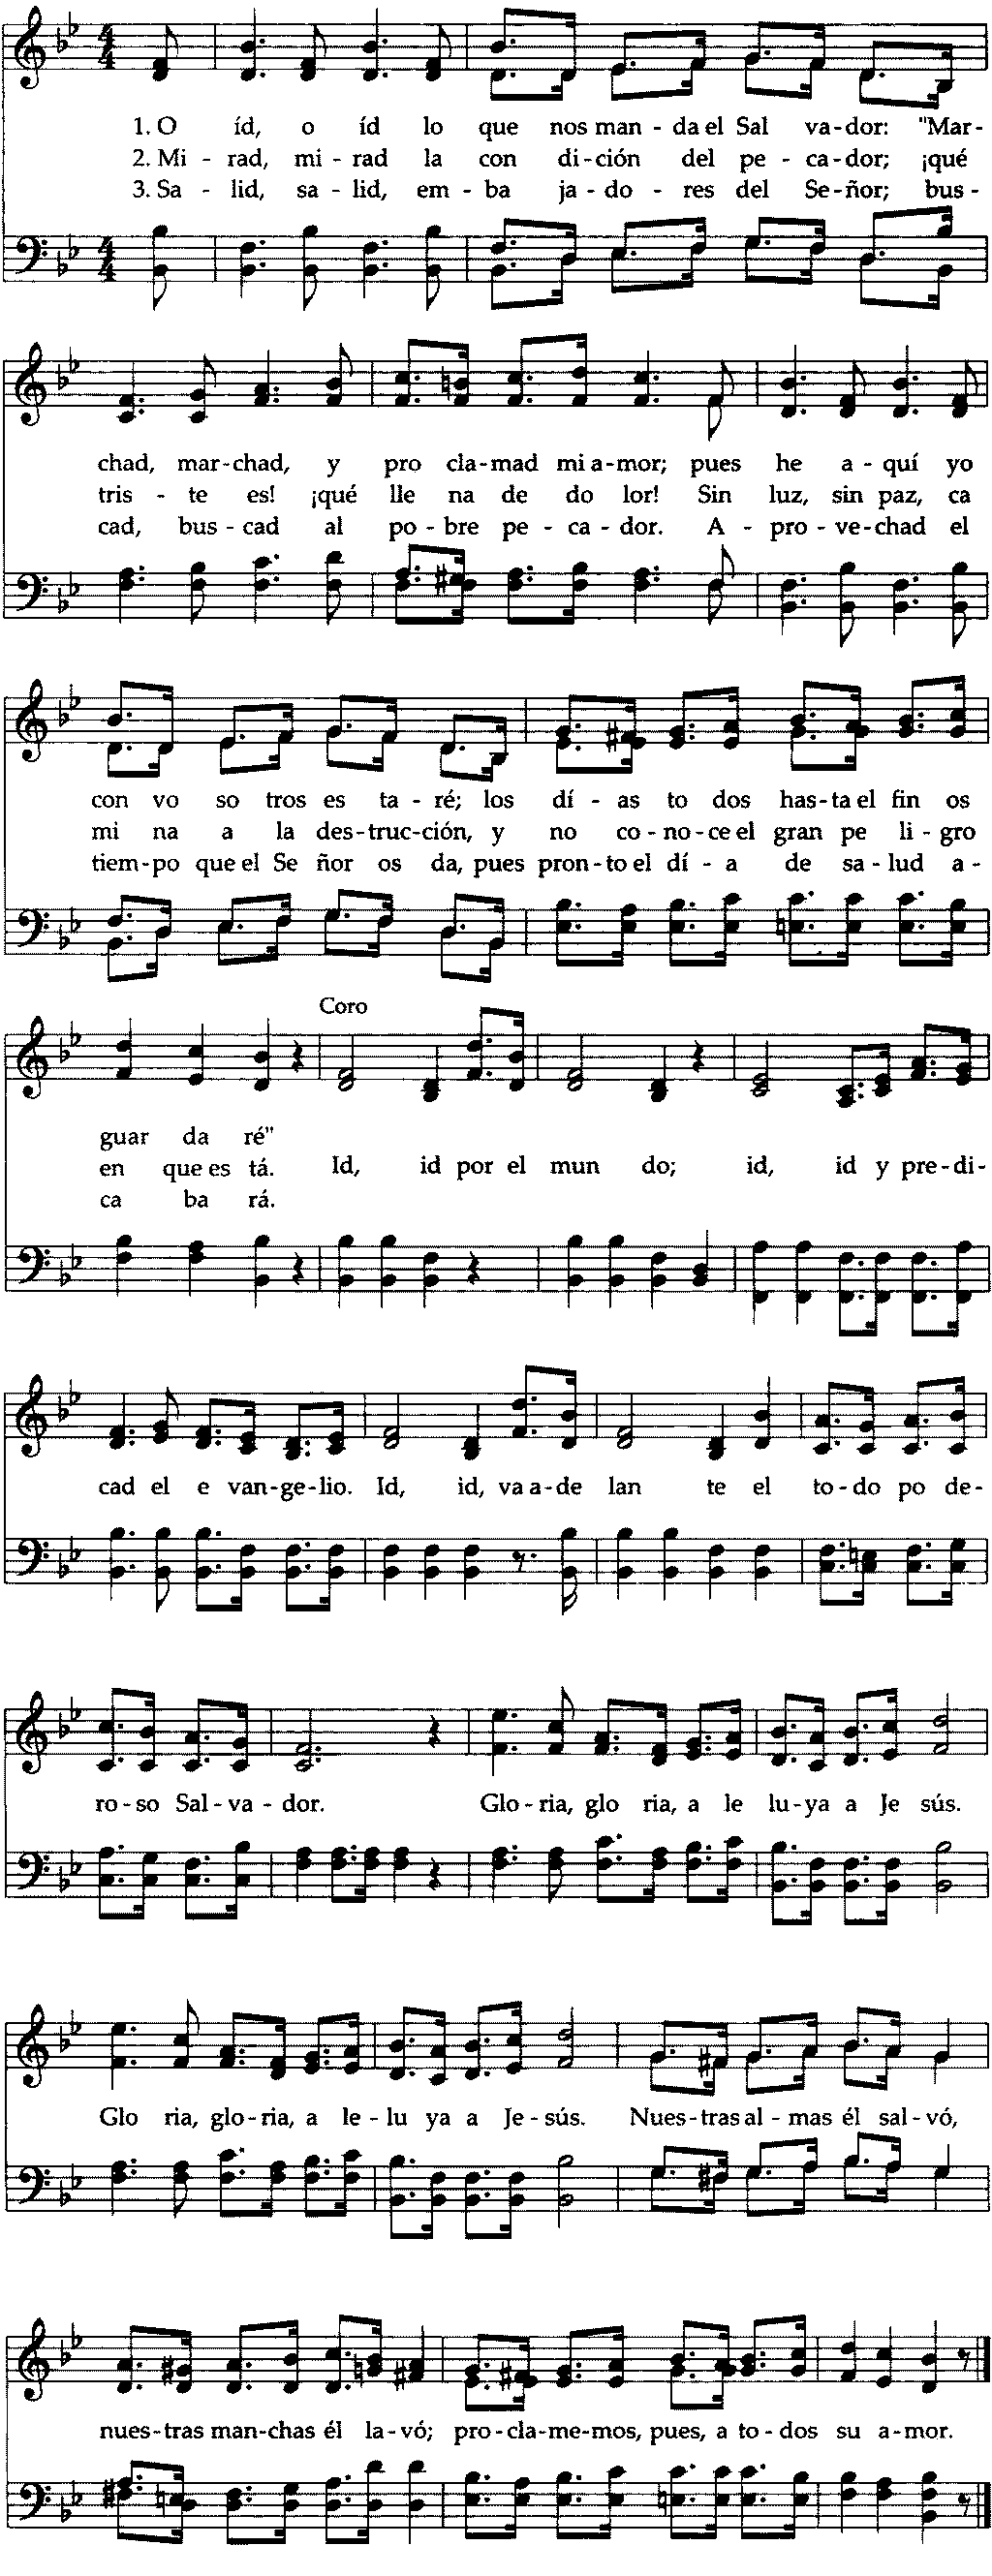 1. O íd, o íd lo que nos man - da el Sal va - dor: "Mar-
2. Mi - rad, mi - rad la con di - ción del pe - ca - dor; ¡qué
3. Sa - lid, sa - lid, em - ba ja - do - res del Se - ñor; bus-
chad, mar - chad, y pro cla - mad mi a - mor; pues he a - quí yo
tris - te es! ¡qué lle na de do lor! Sin luz, sin paz, ca
cad, bus - cad al po - bre pe - ca - dor. A - pro - ve - chad el
con vo so tros es ta - ré; los dí - as to dos has - ta el fin os
mi na a la des - truc - ción, y no co - no - ce el gran pe li - gro
tiem - po que el Se ñor os da, pues pron - to el dí - a de sa - lud a -
Coro
guar da ré"
en que es tá. Id, id por el mun do; id, id y pre - di-
ca ba rá.
cad el e van - ge - lio. Id, id, va a - de lan te el to - do po de-
ro - so Sal - va - dor. Glo - ria, glo ria, a le lu - ya a Je sús.
Glo ria, glo - ria, a le - lu ya a Je - sús. Nues - tras al - mas él sal - vó,
nues - tras man - chas él la - vó; pro - cla - me - mos, pues, a to - dos su a - mor.